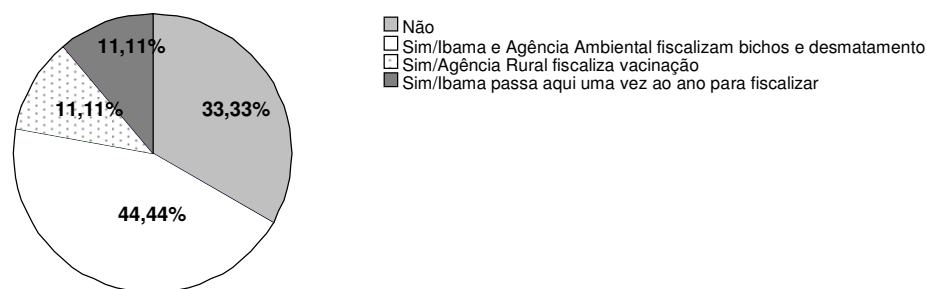 11,11%
11,11%
33,33%
44,44%
Não
Sim/Ibama e Agência Ambiental fiscalizam bichos e desmatamento
Sim/Agência Rural fiscaliza vacinação
Sim/Ibama passa aqui uma vez ao ano para fiscalizar